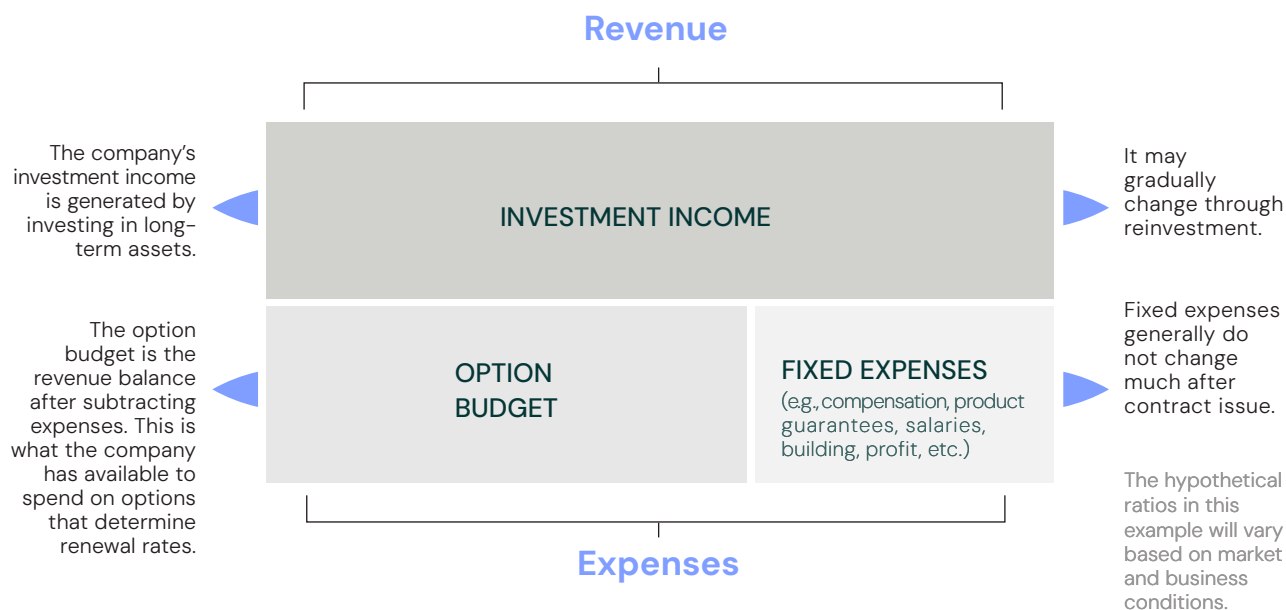 Revenue
The company’s
investment income
is generated by
investing in long-
term assets.
INVESTMENT INCOME
It may
gradually
change through
reinvestment.
The option
budget is the
revenue balance
after subtracting
expenses. This is
what the company
has available to
spend on options
that determine
renewal rates.
OPTION
BUDGET
FIXED EXPENSES
(e.g., compensation, product
guarantees, salaries,
building, profit, etc.)
Fixed expenses
generally do
not change
much after
contract issue.
The hypothetical
ratios in this
example will vary
based on market
and business
conditions.
Expenses